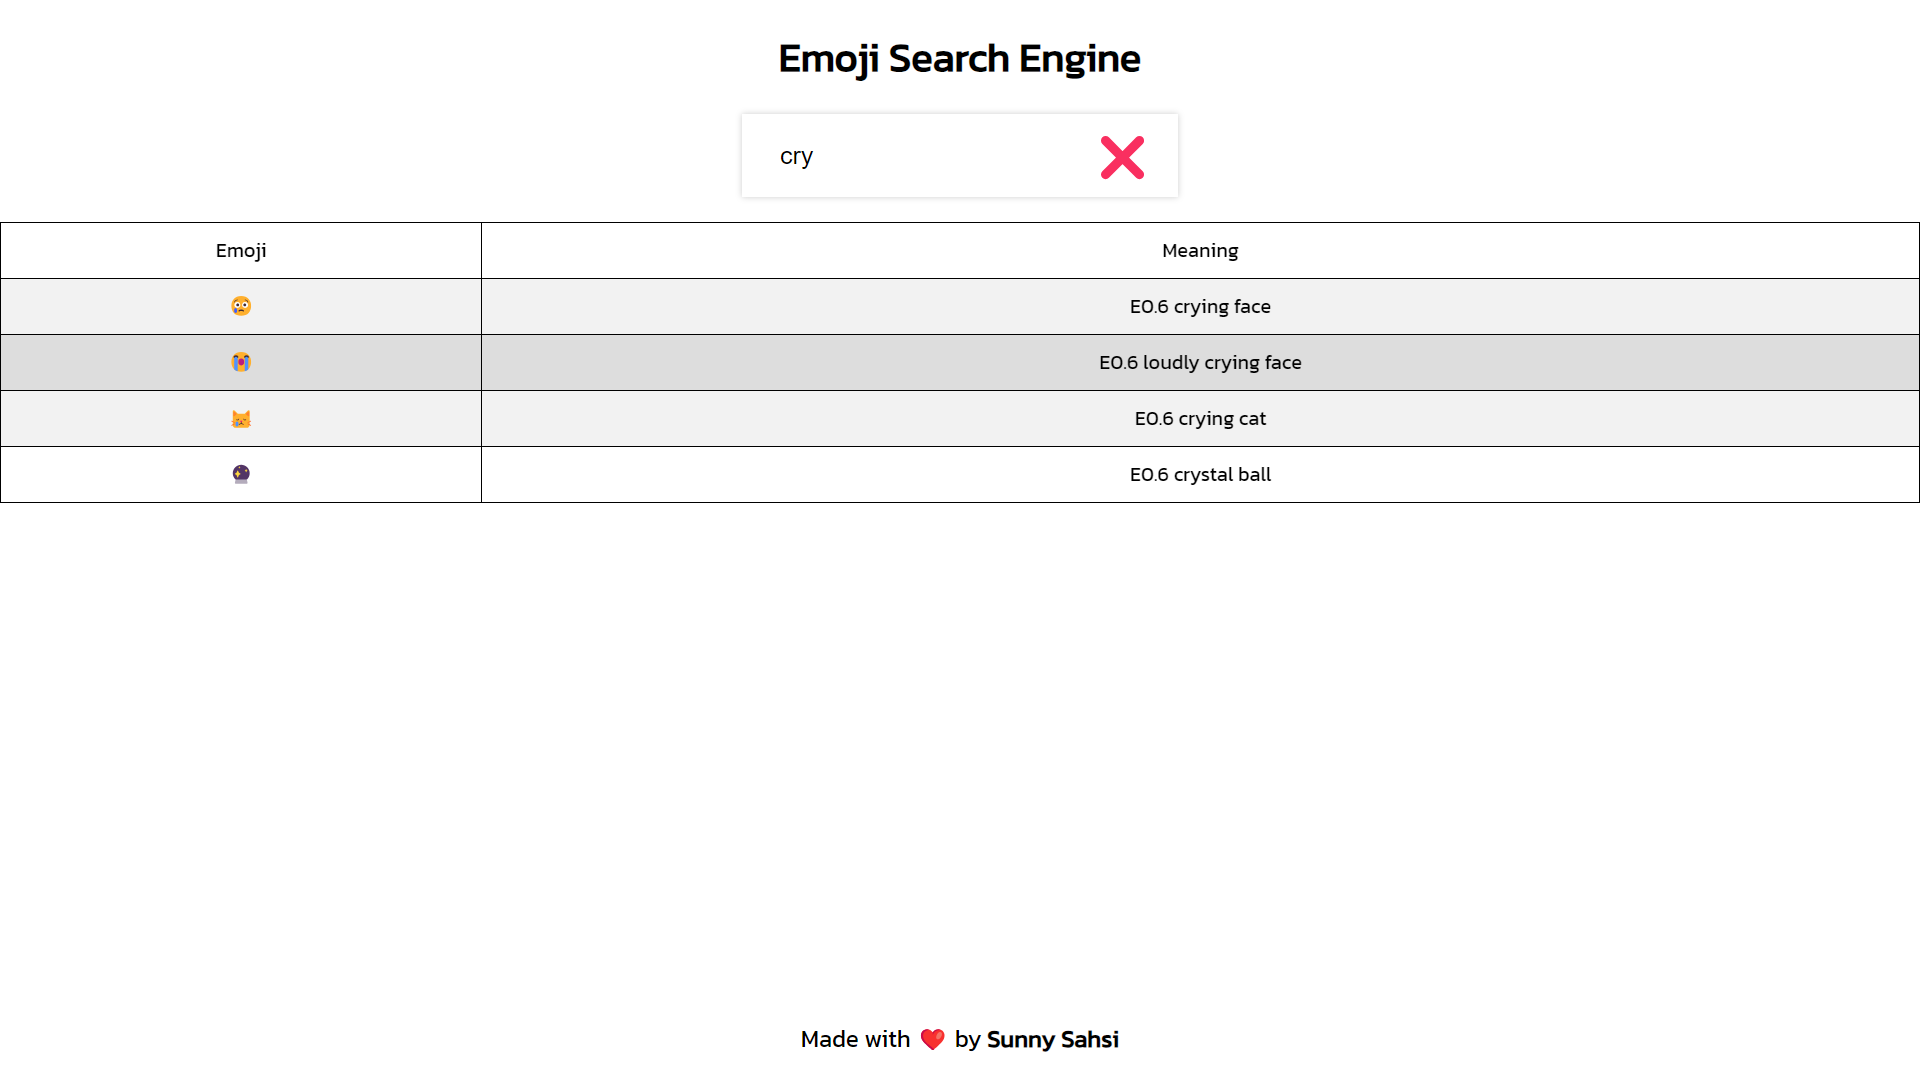 Emoji Search Engine
cry
Emoji Meaning
E0.6 crying face
E0.6 loudly crying face
E0.6 crying cat
E0.6 crystal ball
Made with ❤️ by Sunny Sahsi